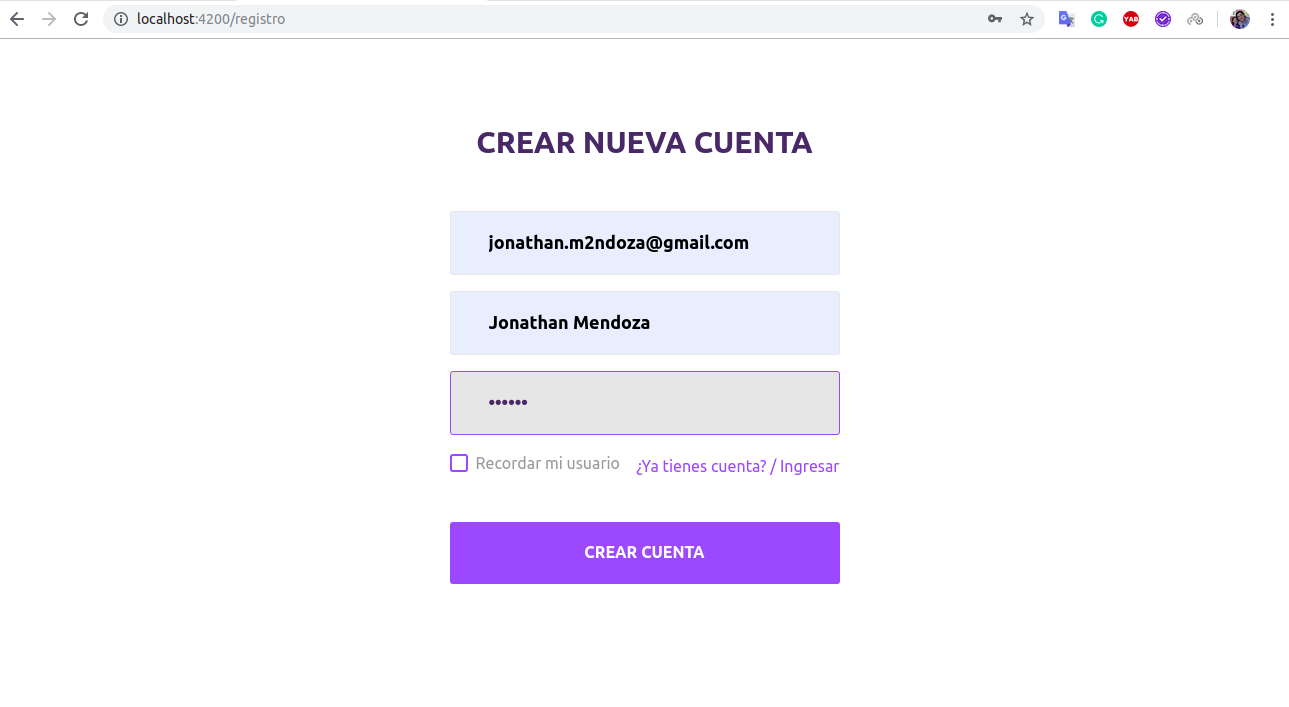 localhost:4200/registro
YAB
CREAR NUEVA CUENTA
jonathan.m2ndoza@gmail.com
Jonathan Mendoza
••••••
Recordar mi usuario ¿Ya tienes cuenta? / Ingresar
CREAR CUENTA